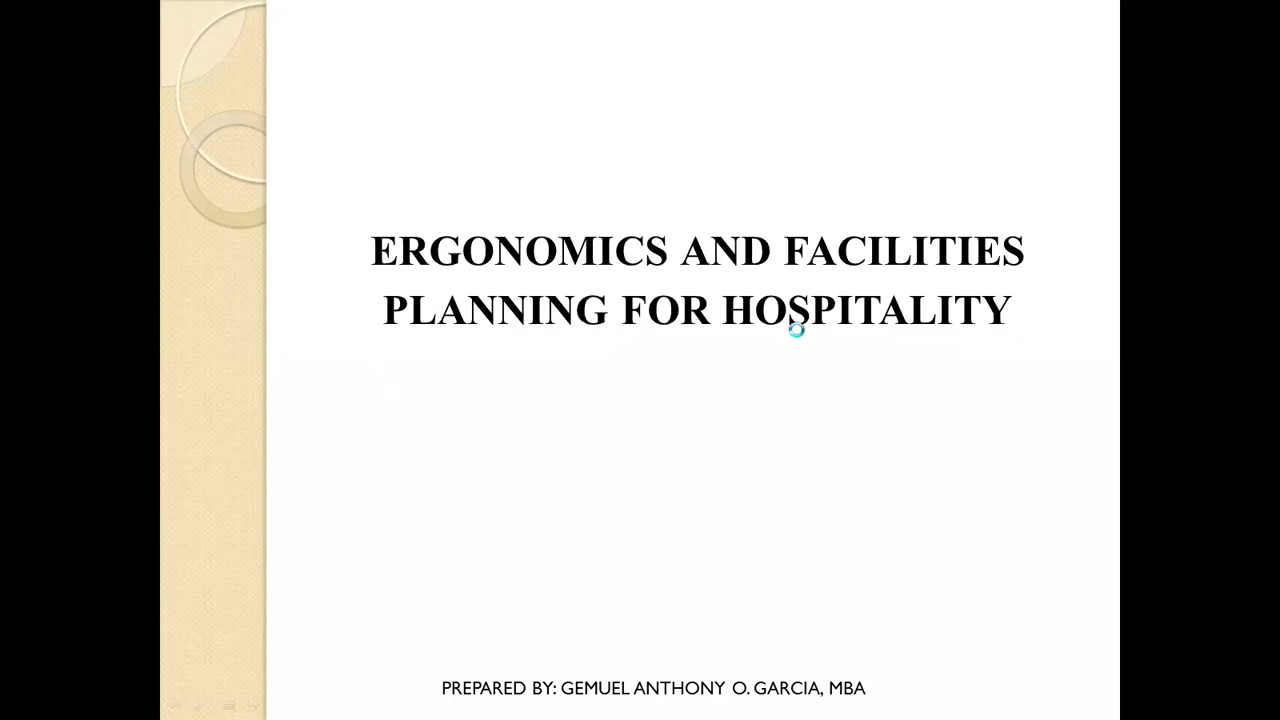 ERGONOMICS AND FACILITIES
PLANNING FOR HOSPITALITY
PREPARED BY: GEMUEL ANTHONY O. GARCIA, MBA